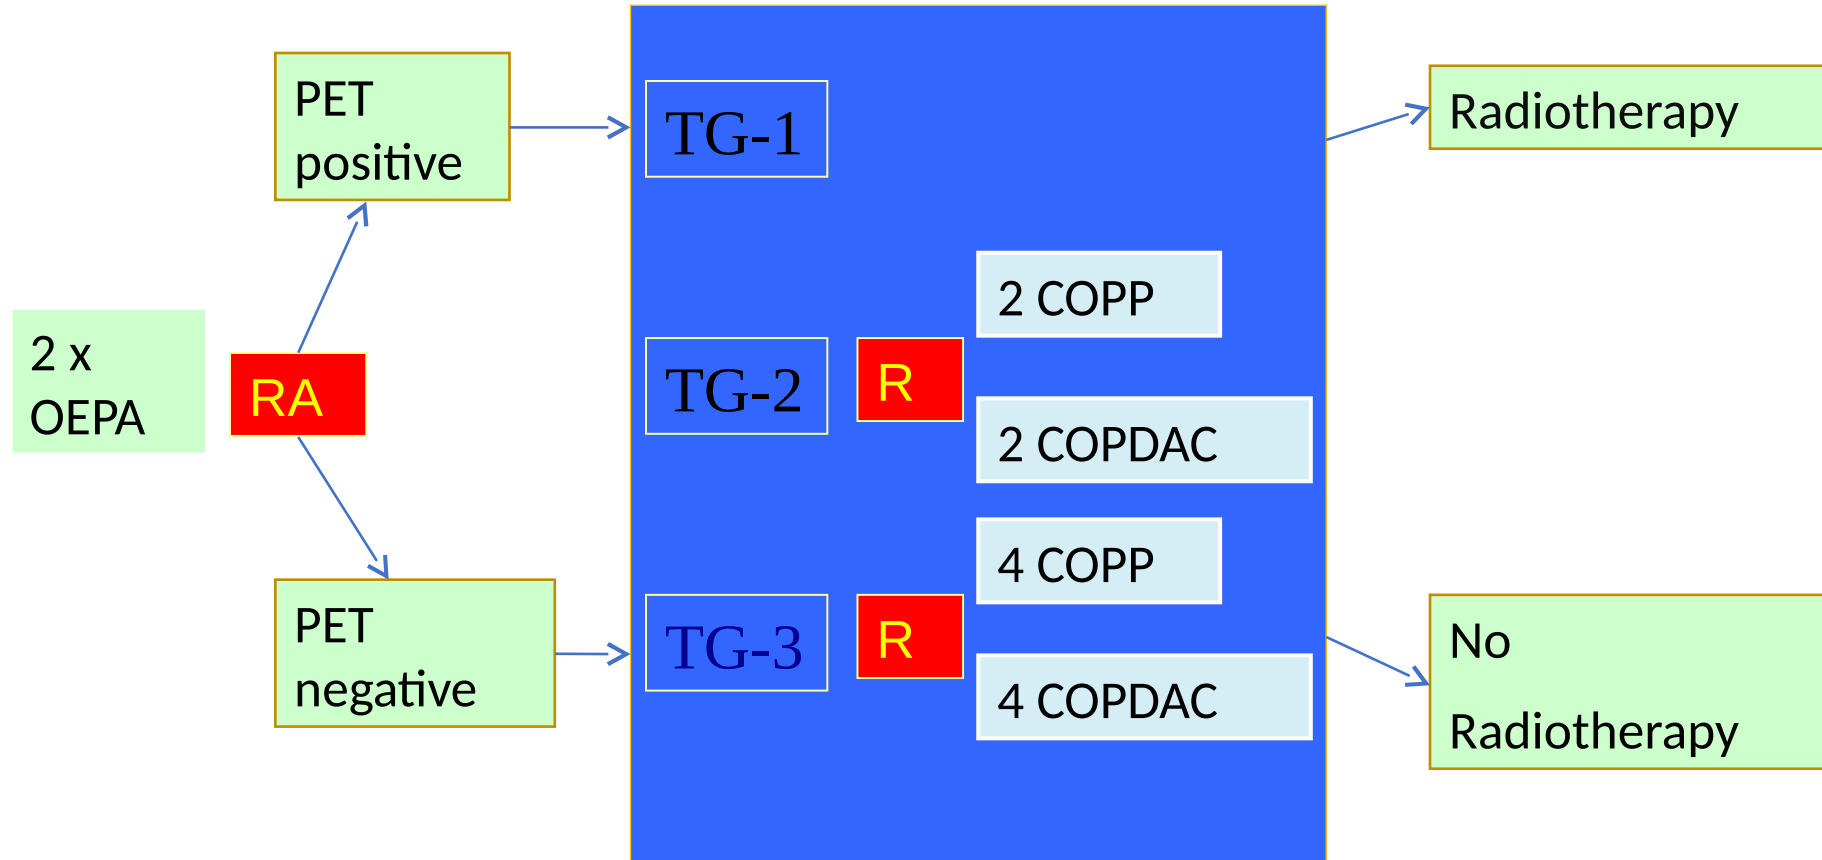 PET
positive
TG-1
Radiotherapy
2 x
OEPA
RA
2 COPP
TG-2
R
2 COPDAC
4 COPP
PET
negative
TG-3
R
4 COPDAC
No
Radiotherapy